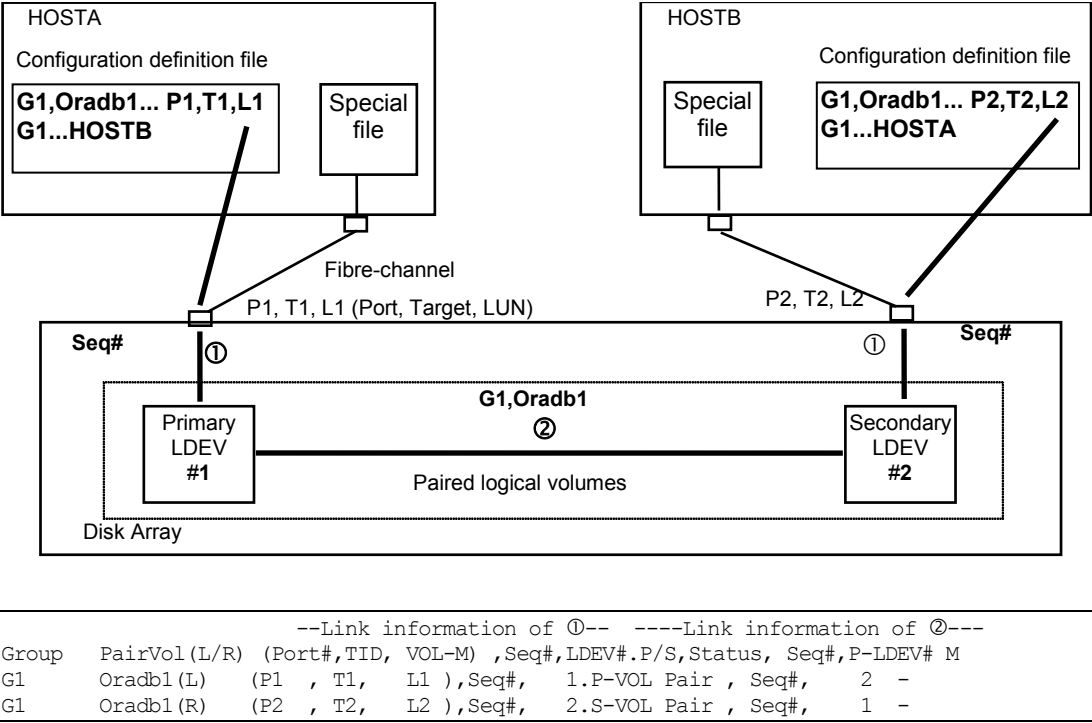 HOSTA
HOSTB
Configuration definition file
Configuration definition file
G1,Oradb1... P1,T1,L1
G1...HOSTB
Special
file
Special
file
G1,Oradb1... P2,T2,L2
G1...HOSTA
Fibre-channel
P1, T1, L1 (Port, Target, LUN)
P2, T2, L2
Seq#
①
①
Seq#
G1,Oradb1
②
Primary
LDEV
#1
Secondary
LDEV
#2
Paired logical volumes
Disk Array
--Link information of ①-- ----Link information of ②---
Group PairVol(L/R) (Port#,TID, VOL-M) ,Seq#,LDEV#.P/S,Status, Seq#,P-LDEV# M
G1 Oradb1(L) (P1 , T1, L1 ),Seq#, 1.P-VOL Pair , Seq#, 2 -
G1 Oradb1(R) (P2 , T2, L2 ),Seq#, 2.S-VOL Pair , Seq#, 1 -